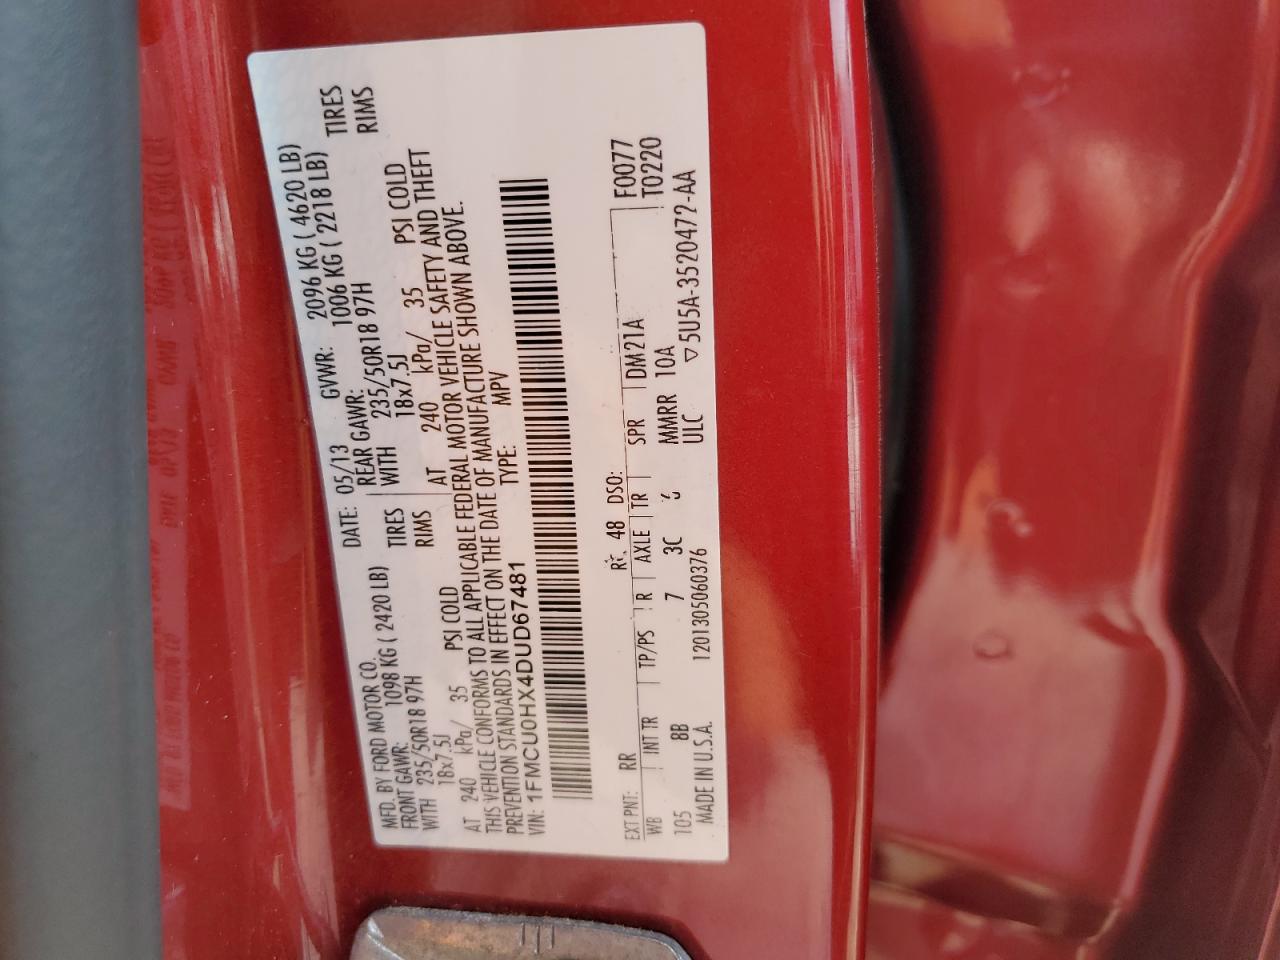 MFD. BY FORD MOTOR CO.
DATE: 05/13 GVWR: 2096 KG ( 4620 LB)
FRONT GAWR: 1098 KG ( 2420 LB) REAR GAWR: 1006 KG ( 2218 LB)
WITH 235/50R18 97H TIRES WITH 235/50R18 97H TIRES
18x7.5J RIMS 18x7.5J RIMS
AT 240 kPa/ 35 PSI COLD AT 240 kPa/ 35 PSI COLD
THIS VEHICLE CONFORMS TO ALL APPLICABLE FEDERAL MOTOR VEHICLE SAFETY AND THEFT
PREVENTION STANDARDS IN EFFECT ON THE DATE OF MANUFACTURE SHOWN ABOVE.
VIN: 1FMCU0HX4DUD67481 TYPE: MPV
EXT PNT: RR 48 DSO: F0077
WB INT TR TP/PS R AXLE TR SPR DM21A T0220
105 8B 7 3C MMRR 10A
MADE IN U.S.A. 1201305060376 ULC ▽5U5A-3520472-AA